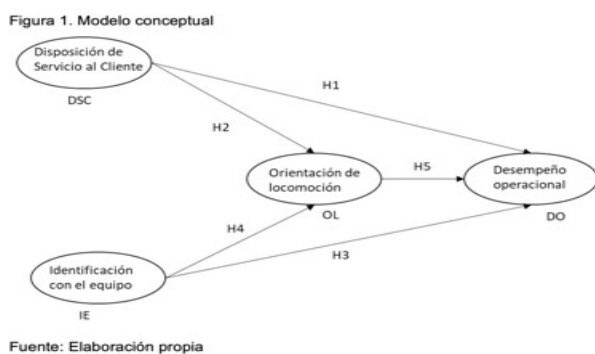 Figura 1. Modelo conceptual
Disposición de
Servicio al Cliente
DSC
H1
H2
Orientación de
locomoción
OL
H5
Desempeño
operacional
DO
H4
H3
Identificación
con el equipo
IE
Fuente: Elaboración propia